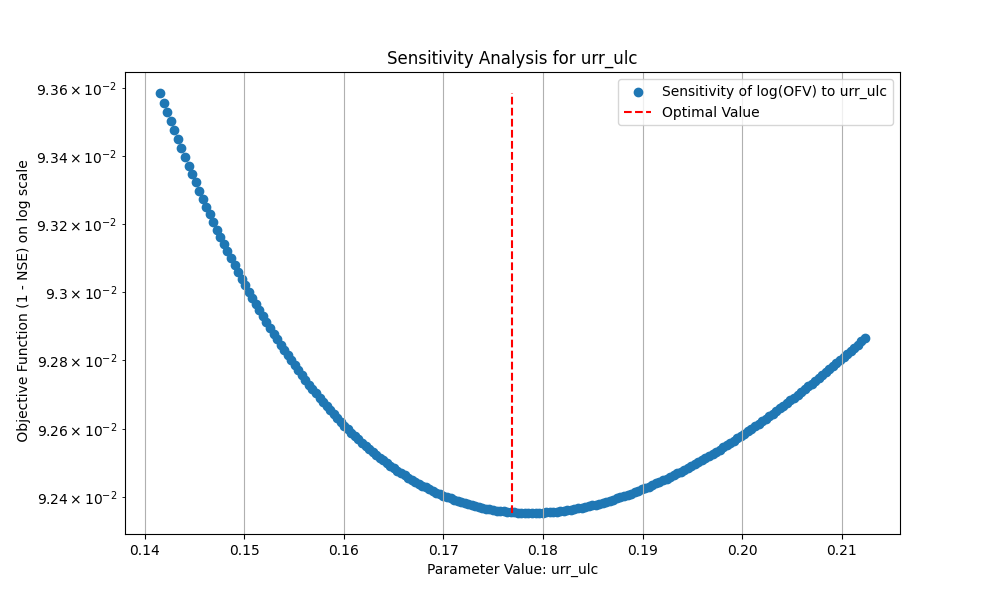 Sensitivity Analysis for urr_ulc
Objective Function (1 - NSE) on log scale
9.36 × 10⁻²
9.34 × 10⁻²
9.32 × 10⁻²
9.3 × 10⁻²
9.28 × 10⁻²
9.26 × 10⁻²
9.24 × 10⁻²
Sensitivity of log(OFV) to urr_ulc
Optimal Value
0.14 0.15 0.16 0.17 0.18 0.19 0.20 0.21
Parameter Value: urr_ulc